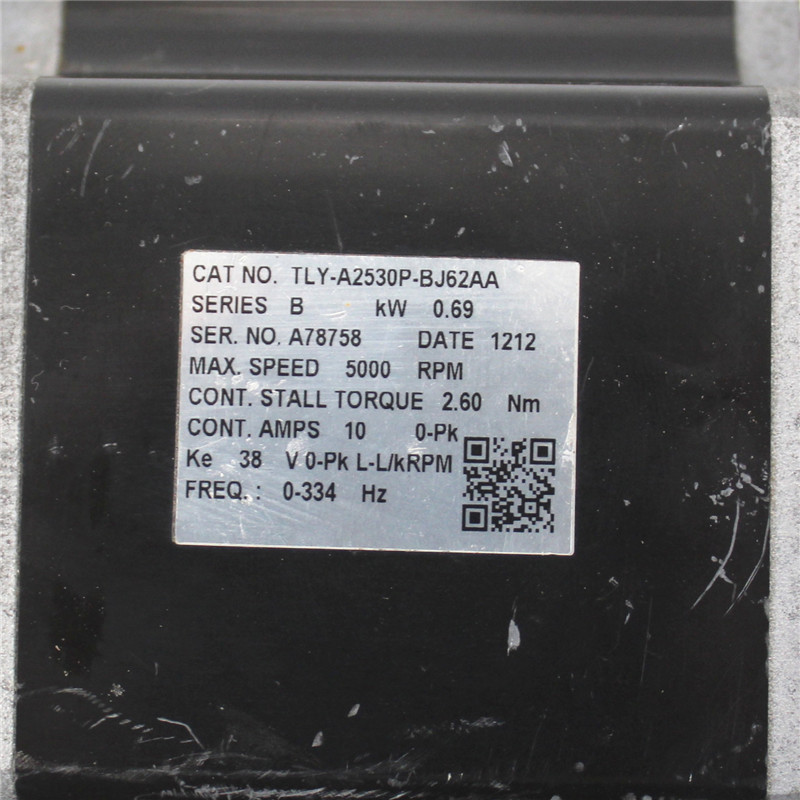 CAT NO. TLY-A2530P-BJ62AA
SERIES B kW 0.69
SER. NO. A78758 DATE 1212
MAX. SPEED 5000 RPM
CONT. STALL TORQUE 2.60 Nm
CONT. AMPS 10 0-Pk
Ke 38 V 0-Pk L-L/kRPM
FREQ. : 0-334 Hz